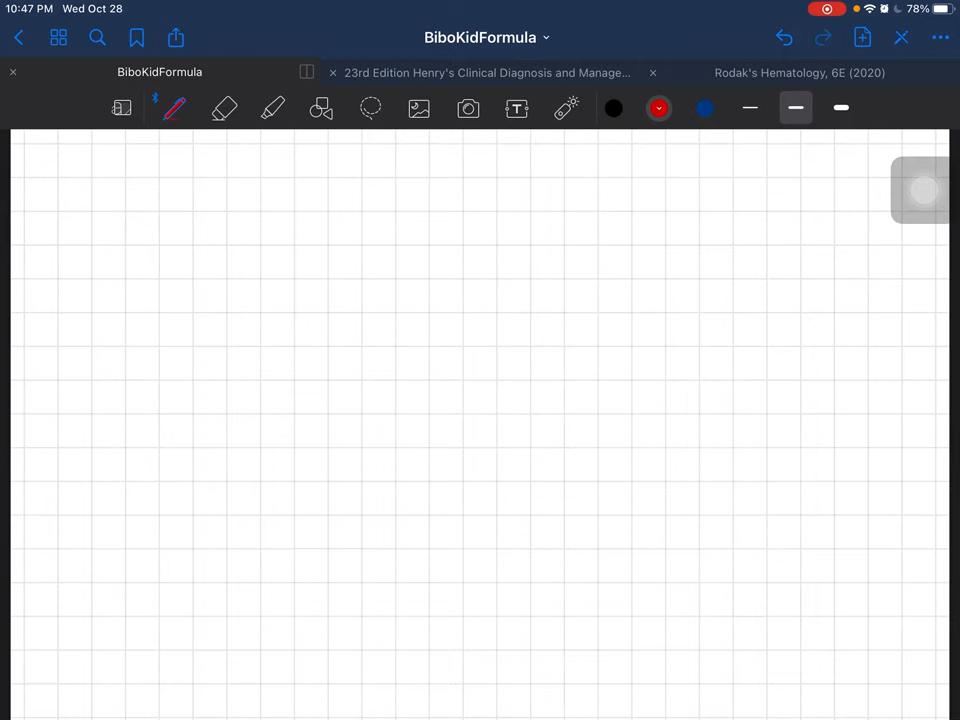 10:47 PM Wed Oct 28
78%
BiboKidFormula
BiboKidFormula
23rd Edition Henry's Clinical Diagnosis and Manage...
Rodak's Hematology, 6E (2020)
T